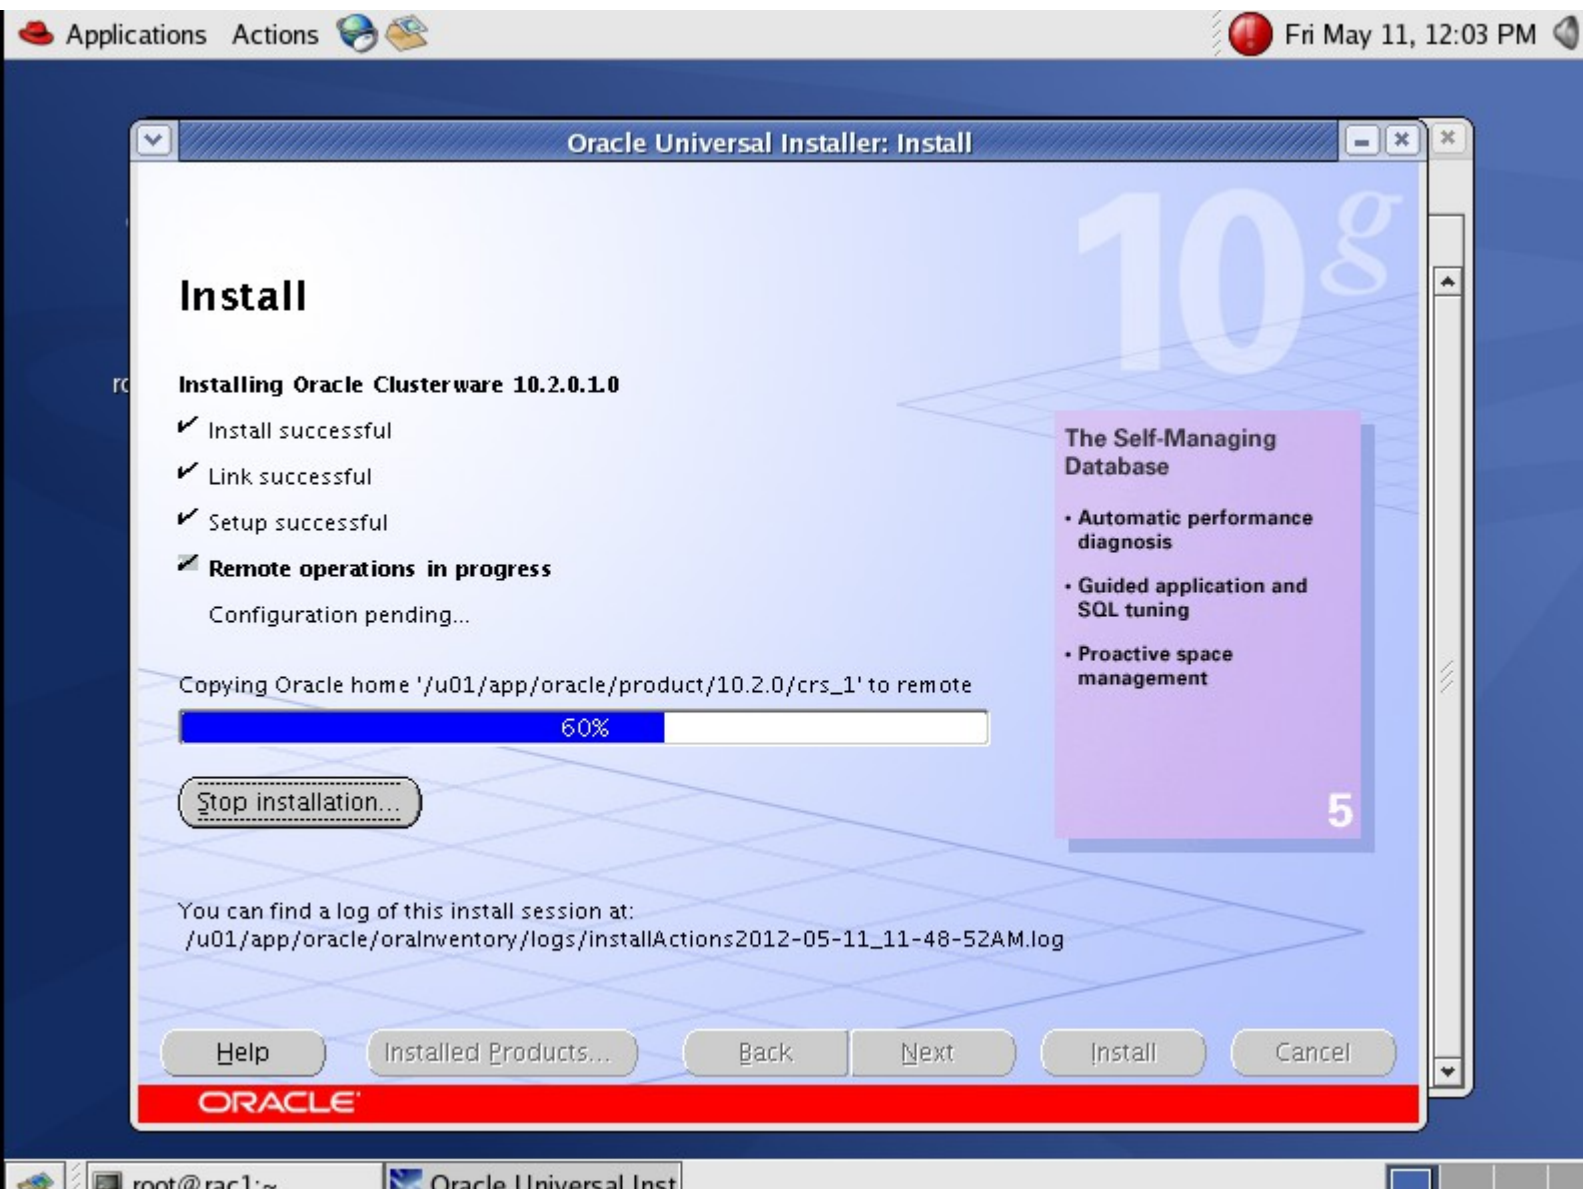 Applications Actions Fri May 11, 12:03 PM
Oracle Universal Installer: Install
10g
Install
Installing Oracle Clusterware 10.2.0.1.0
Install successful
Link successful
Setup successful
Remote operations in progress
Configuration pending...
Copying Oracle home '/u01/app/oracle/product/10.2.0/crs_1' to remote
60%
Stop installation...
The Self-Managing
Database
• Automatic performance
diagnosis
• Guided application and
SQL tuning
• Proactive space
management
5
You can find a log of this install session at:
/u01/app/oracle/oraInventory/logs/installActions2012-05-11_11-48-52AM.log
Help Installed Products... Back Next Install Cancel
ORACLE
root@rac1:~ Oracle Universal Inst